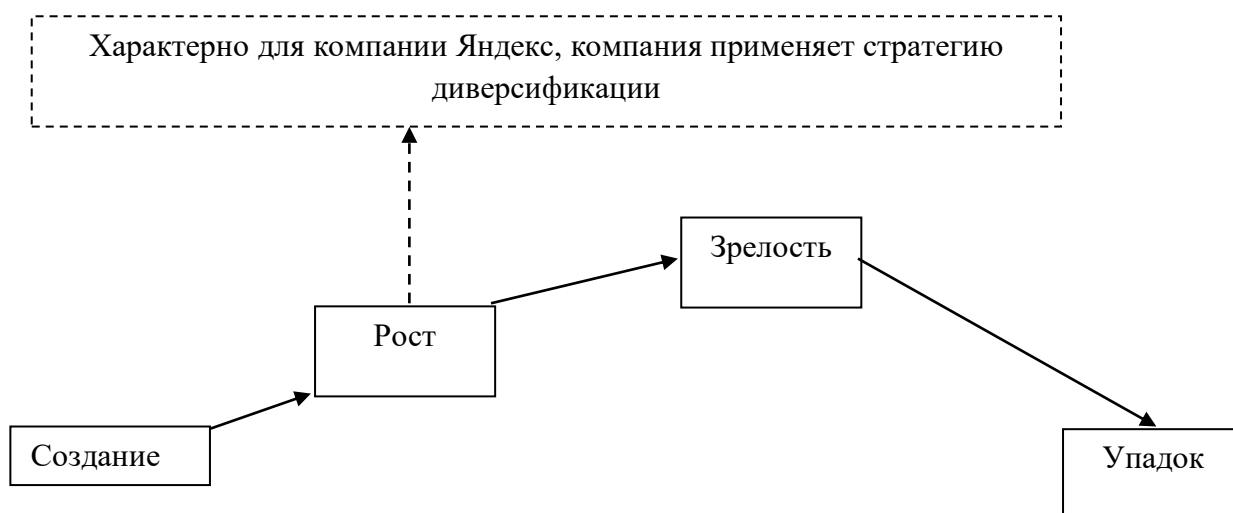 Характерно для компании Яндекс, компания применяет стратегию
диверсификации
Зрелость
Рост
Создание
Упадок